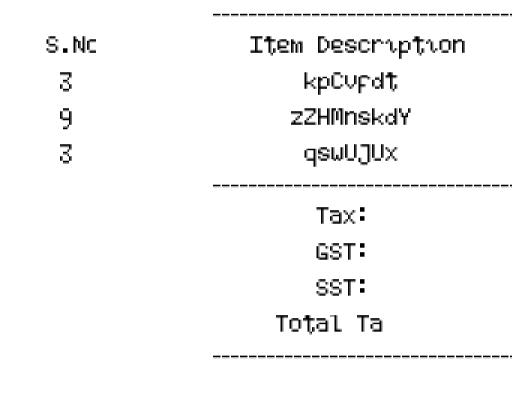 S.No Item Description
3 kpCvFdt
9 zZHMnskdY
3 qswUJUx
Tax:
GST:
SST:
Total Ta